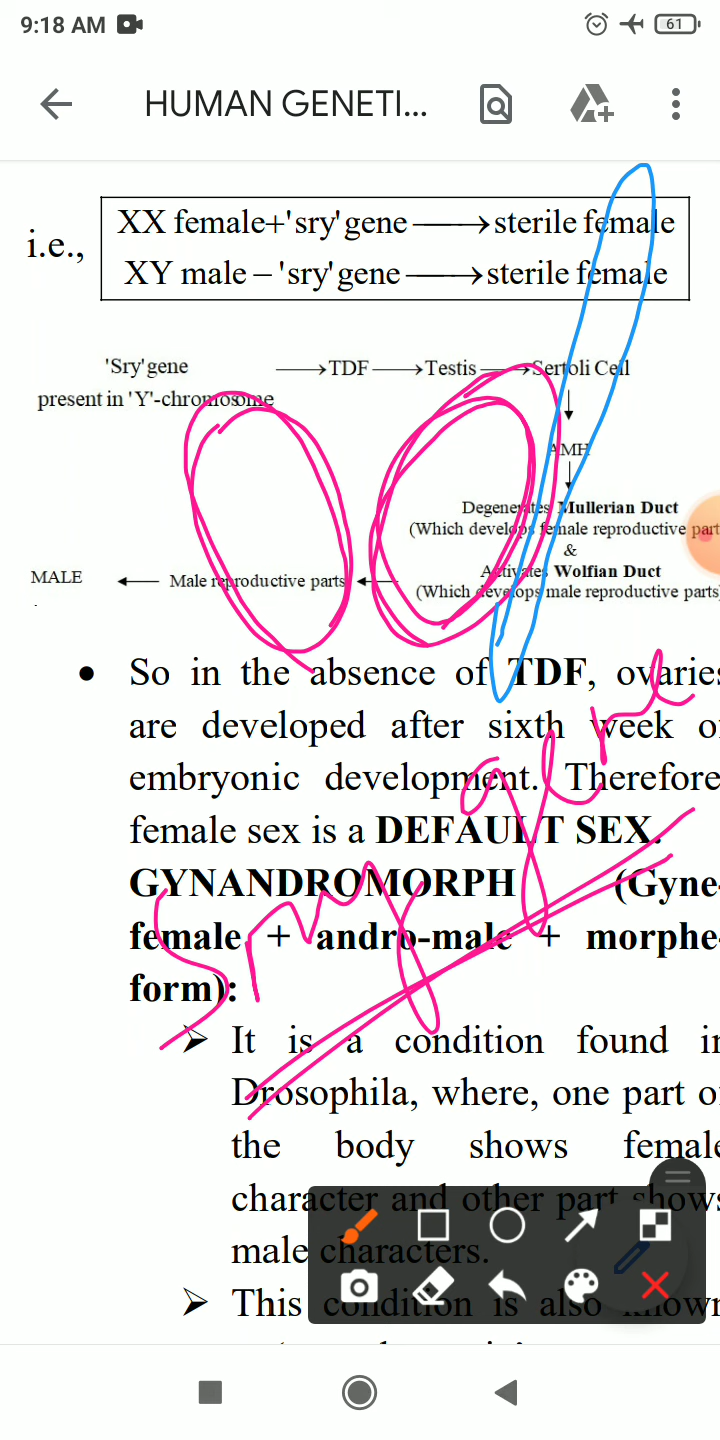 9:18 AM
61
HUMAN GENETI...
i.e.,
XX female+'sry'gene → sterile female
XY male – 'sry'gene → sterile female
'Sry'gene → TDF → Testis → Sertoli Cell
present in 'Y'-chromosome
AMH
Degenerates Mullerian Duct
(Which develops female reproductive part
&
Activates Wolfian Duct
MALE ← Male reproductive parts ←
(Which develops male reproductive parts)
• So in the absence of TDF, ovaries
are developed after sixth week of
embryonic development. Therefore
female sex is a DEFAULT SEX.
GYNANDROMORPH (Gyne-
female + andro-male + morphe-
form):
➢ It is a condition found in
Drosophila, where, one part of
the body shows female
character and other part shows
male characters.
➢ This condition is also known